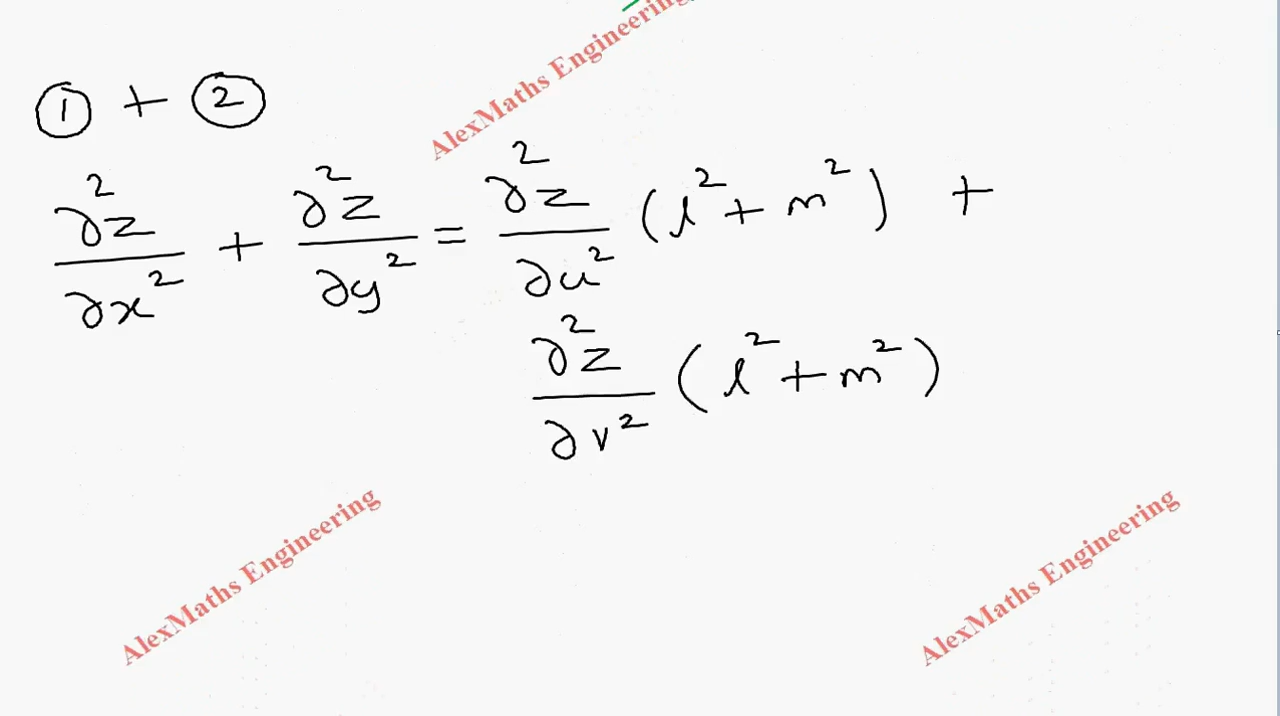 AlexMaths Engineering
① + ②
∂²z/∂x² + ∂²z/∂y² = ∂²z/∂u² (l² + m²) +
∂²z/∂v² (l² + m²)
AlexMaths Engineering
AlexMaths Engineering